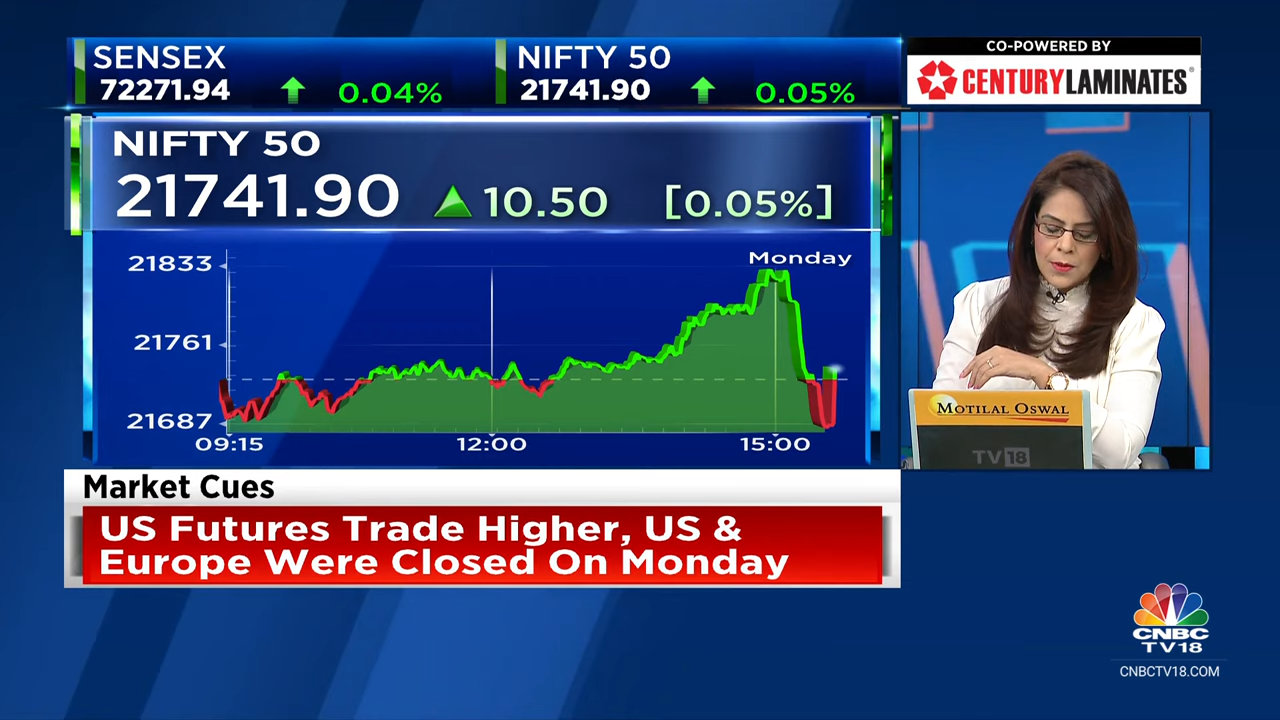 SENSEX
72271.94 0.04%
NIFTY 50
21741.90 0.05%
CO-POWERED BY
CENTURYLAMINATES®
NIFTY 50
21741.90 10.50 [0.05%]
Monday
21833
21761
21687
09:15 12:00 15:00
MOTILAL OSWAL
TV18
Market Cues
US Futures Trade Higher, US &
Europe Were Closed On Monday
CNBC
TV18
CNBCTV18.COM